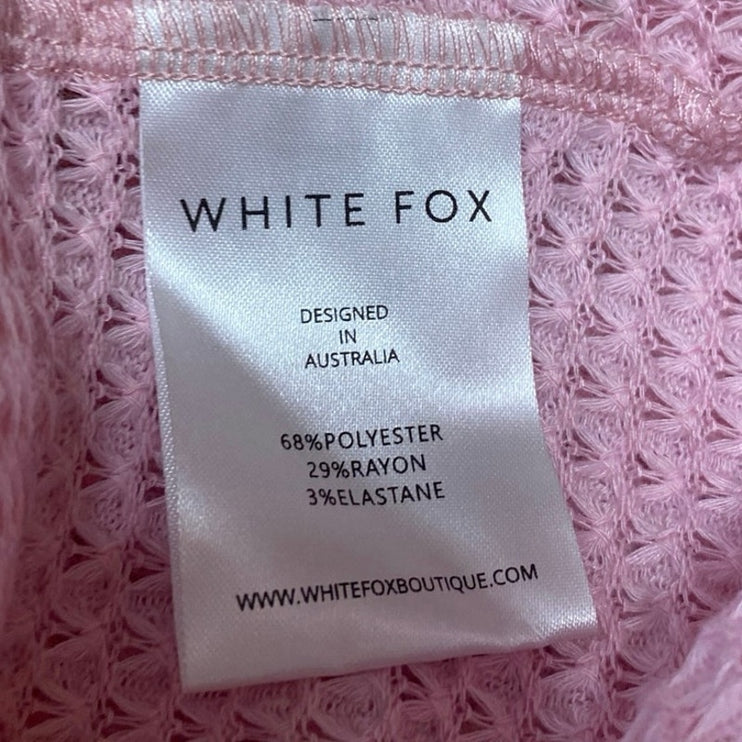 WHITE FOX
DESIGNED
IN
AUSTRALIA
68%POLYESTER
29%RAYON
3%ELASTANE
WWW.WHITEFOXBOUTIQUE.COM